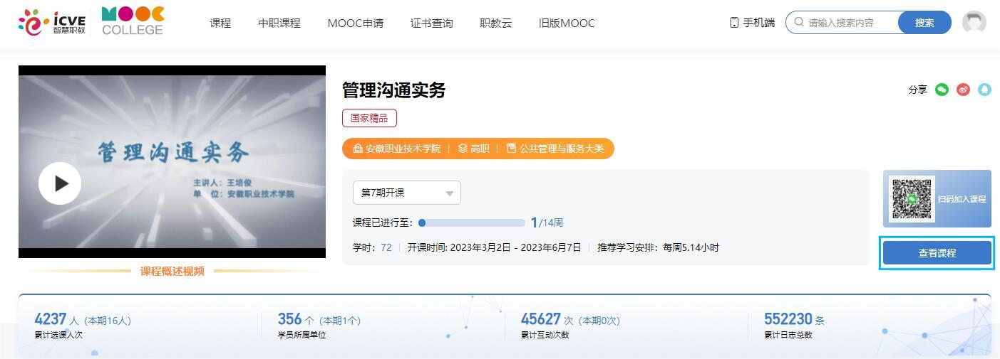 iCVE
智慧职教
MOOC
COLLEGE
课程 中职课程 MOOC申请 证书查询 职教云 旧版MOOC
手机端 请输入搜索内容 搜索
管理沟通实务
主讲人：王培俊
单 位：安徽职业技术学院
课程概述视频
管理沟通实务
分享
国家精品
安徽职业技术学院 | 高职 | 公共管理与服务大类
第7期开课
课程已进行至： 1/14周
学时：72 | 开课时间: 2023年3月2日 - 2023年6月7日 | 推荐学习安排：每周5.14小时
扫码加入课程
查看课程
4237 人（本期16人）
累计选课人次
356 个（本期1个）
学员所属单位
45627 次（本期0次）
累计互动次数
552230 条
累计日志总数